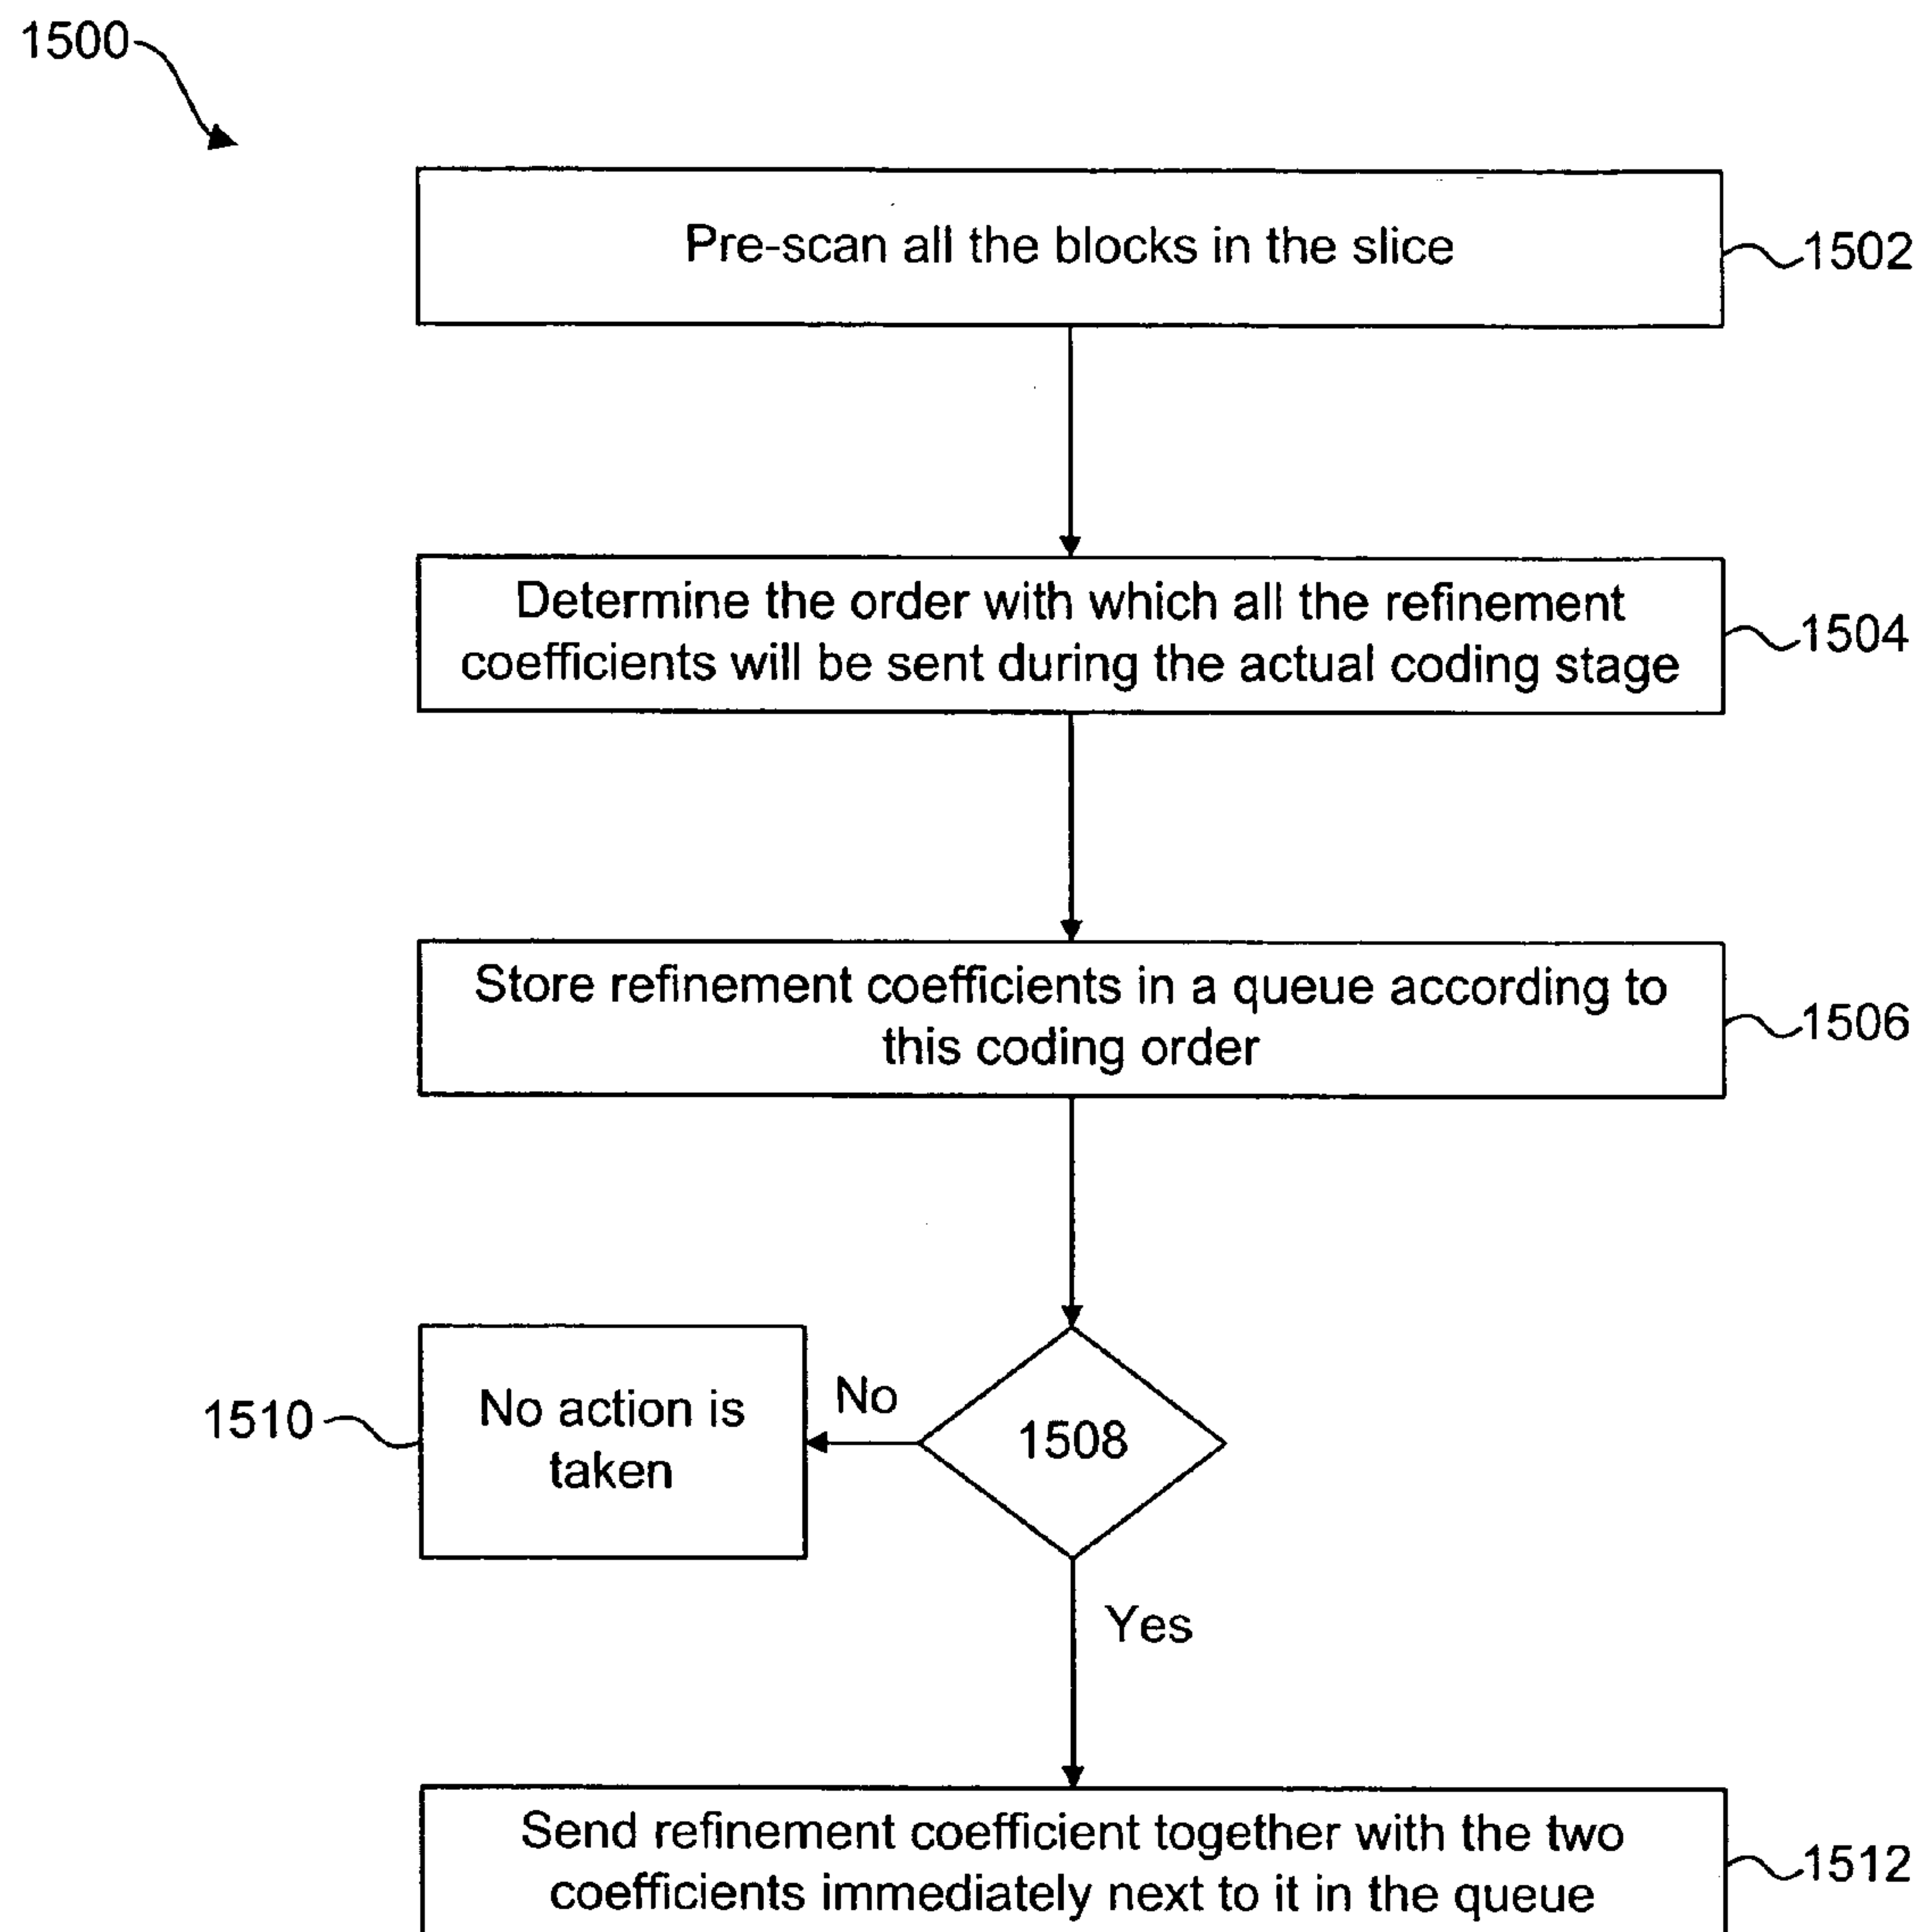 1500
Pre-scan all the blocks in the slice
1502
Determine the order with which all the refinement
coefficients will be sent during the actual coding stage
1504
Store refinement coefficients in a queue according to
this coding order
1506
1510
No action is
taken
No
1508
Yes
Send refinement coefficient together with the two
coefficients immediately next to it in the queue
1512